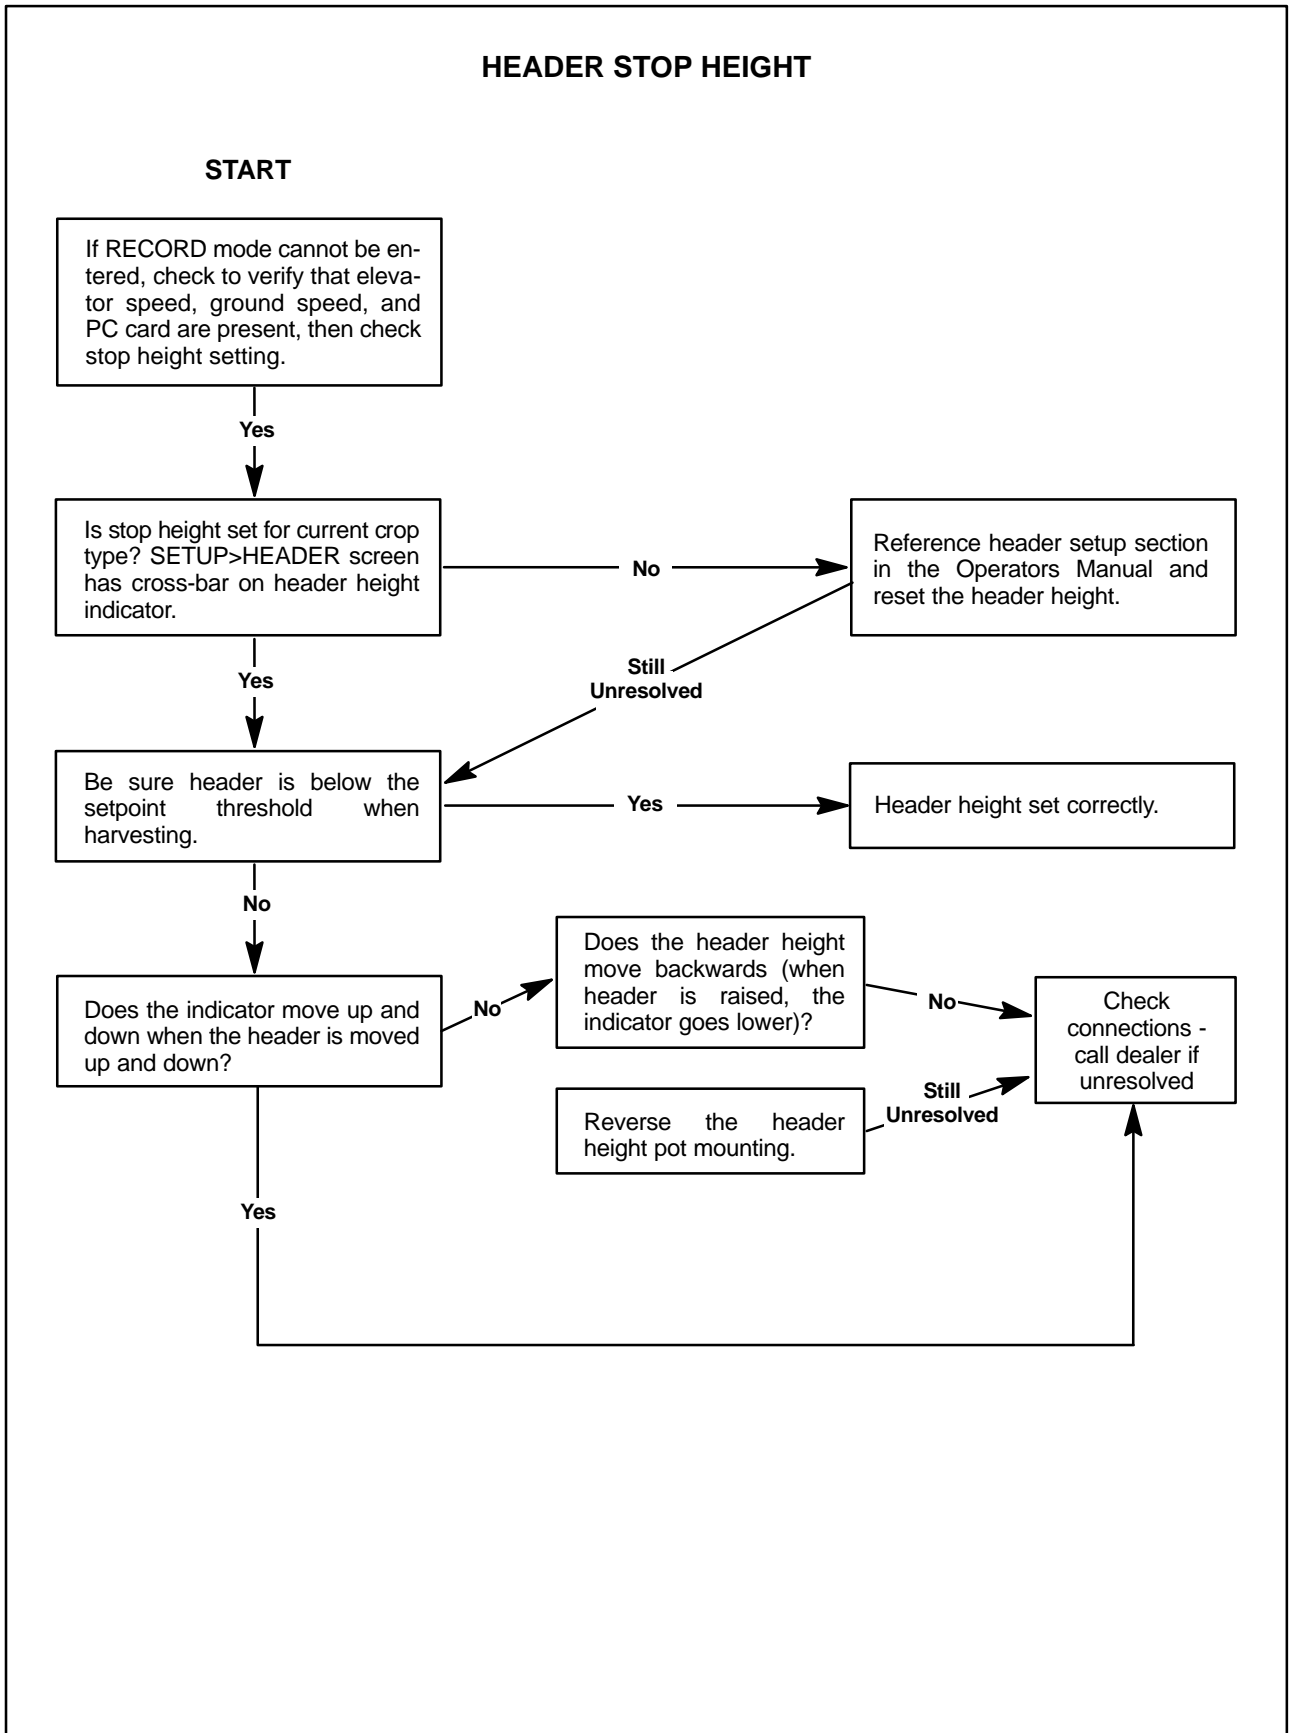 HEADER STOP HEIGHT
START
If RECORD mode cannot be en-
tered, check to verify that eleva-
tor speed, ground speed, and
PC card are present, then check
stop height setting.
Yes
Is stop height set for current crop
type? SETUP>HEADER screen
has cross-bar on header height
indicator.
No
Reference header setup section
in the Operators Manual and
reset the header height.
Still
Unresolved
Yes
Be sure header is below the
setpoint threshold when
harvesting.
Yes
Header height set correctly.
No
Does the indicator move up and
down when the header is moved
up and down?
No
Does the header height
move backwards (when
header is raised, the
indicator goes lower)?
No
Check
connections -
call dealer if
unresolved
Reverse the header
height pot mounting.
Still
Unresolved
Yes